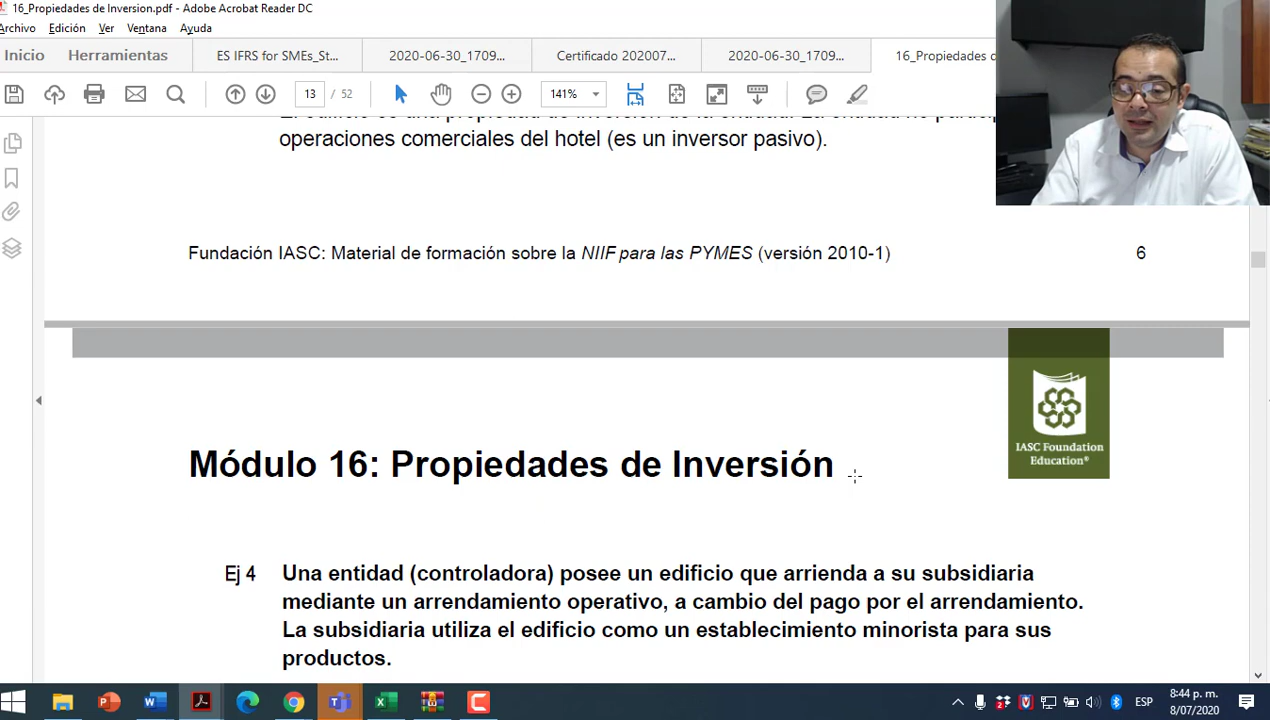 16_Propiedades de Inversion.pdf - Adobe Acrobat Reader DC
Archivo Edición Ver Ventana Ayuda
Inicio Herramientas ES IFRS for SMEs_St... 2020-06-30_1709... Certificado 202007... 2020-06-30_1709... 16_Propiedades d
13 / 52 141%
operaciones comerciales del hotel (es un inversor pasivo).
Fundación IASC: Material de formación sobre la NIIF para las PYMES (versión 2010-1) 6
IASC Foundation
Education®
Módulo 16: Propiedades de Inversión
Ej 4 Una entidad (controladora) posee un edificio que arrienda a su subsidiaria
mediante un arrendamiento operativo, a cambio del pago por el arrendamiento.
La subsidiaria utiliza el edificio como un establecimiento minorista para sus
productos.
ESP
8:44 p. m.
8/07/2020